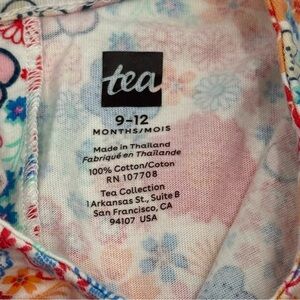 tea
9-12
MONTHS/MOIS
Made in Thailand
Fabriqué en Thaïlande
100% Cotton/Coton
RN 107708
Tea Collection
1 Arkansas St., Suite B
San Francisco, CA
94107 USA